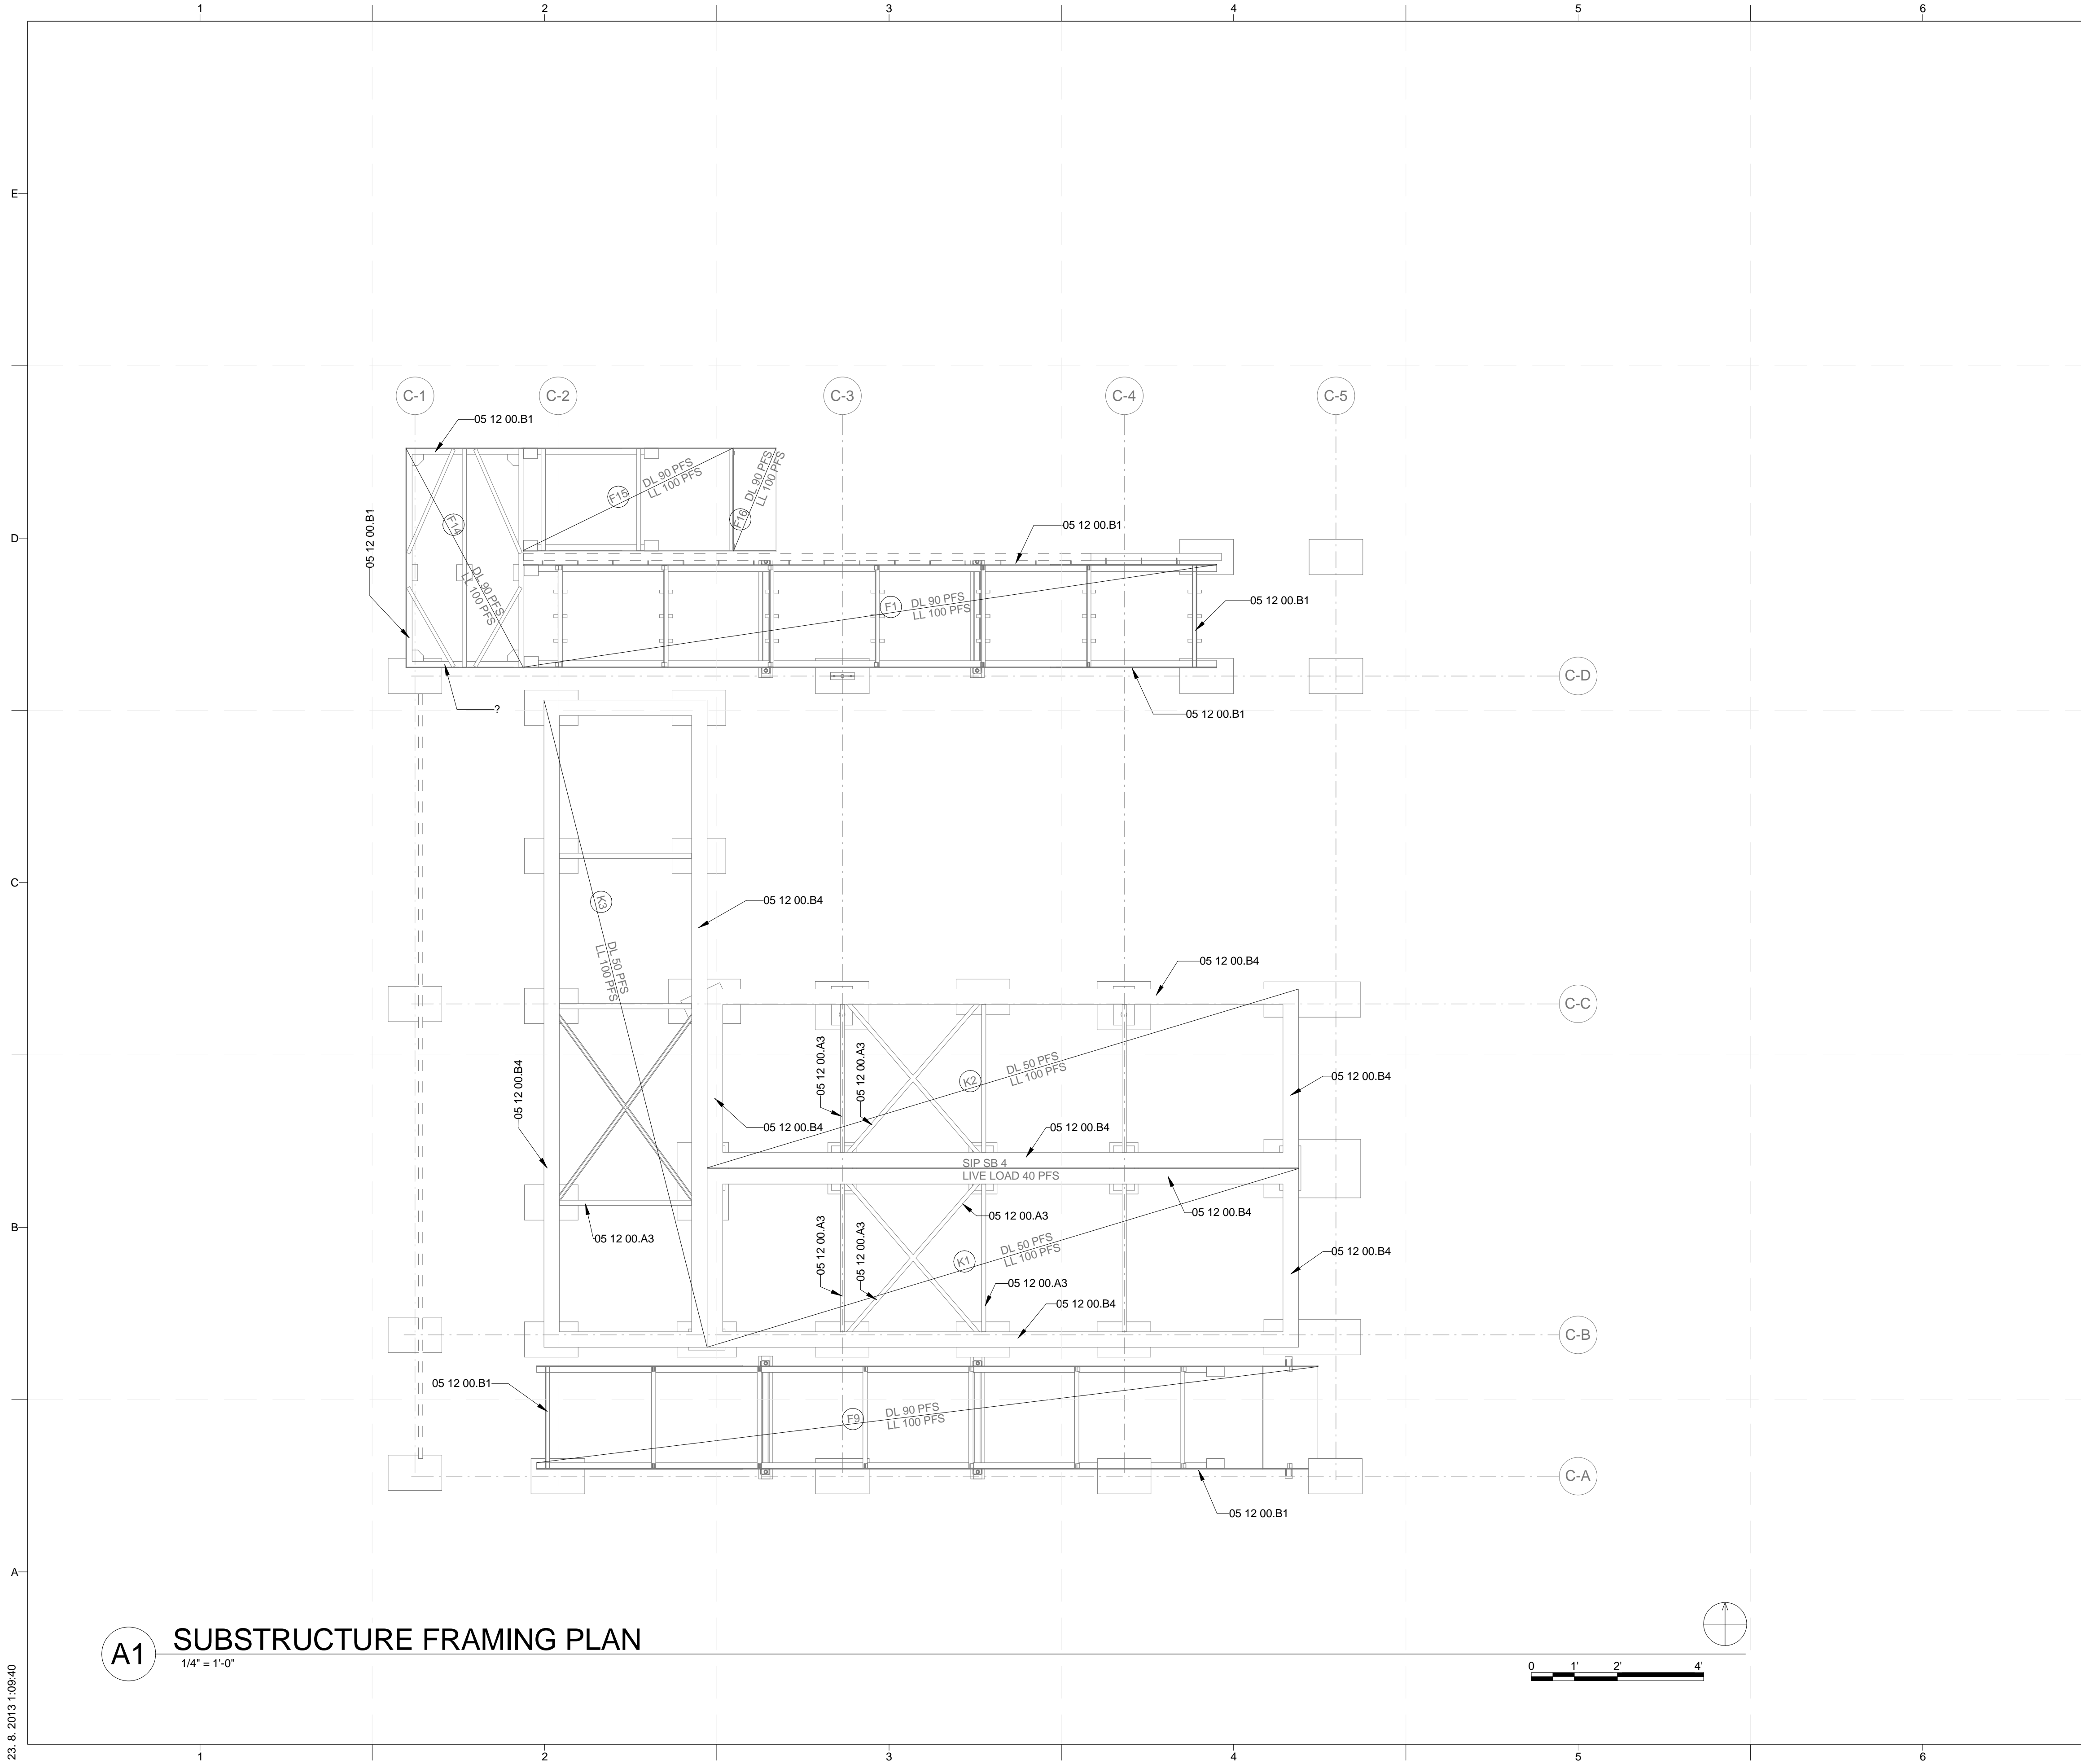 1 2 3 4 5 6
E
C-1 C-2 C-3 C-4 C-5
05 12 00.B1
DL 90 PFS
LL 100 PFS
F15
DL 90 PFS
LL 100 PFS
F16
F14
DL 90 PFS
LL 100 PFS
05 12 00.B1
05 12 00.B1
D
F1
DL 90 PFS
LL 100 PFS
05 12 00.B1
C-D
?
05 12 00.B1
C
K3
DL 50 PFS
LL 100 PFS
05 12 00.B4
05 12 00.B4
C-C
05 12 00.B4
05 12 00.A3
05 12 00.A3
K2
DL 50 PFS
LL 100 PFS
05 12 00.B4
05 12 00.B4
05 12 00.B4
SIP SB 4
LIVE LOAD 40 PFS
05 12 00.B4
05 12 00.A3
B
05 12 00.A3
05 12 00.A3
05 12 00.A3
K1
DL 50 PFS
LL 100 PFS
05 12 00.B4
05 12 00.A3
05 12 00.B4
C-B
05 12 00.B1
F9
DL 90 PFS
LL 100 PFS
C-A
05 12 00.B1
A
A1
SUBSTRUCTURE FRAMING PLAN
1/4" = 1'-0"
0 1' 2' 4'
23. 8. 2013 1:09:40
1 2 3 4 5 6